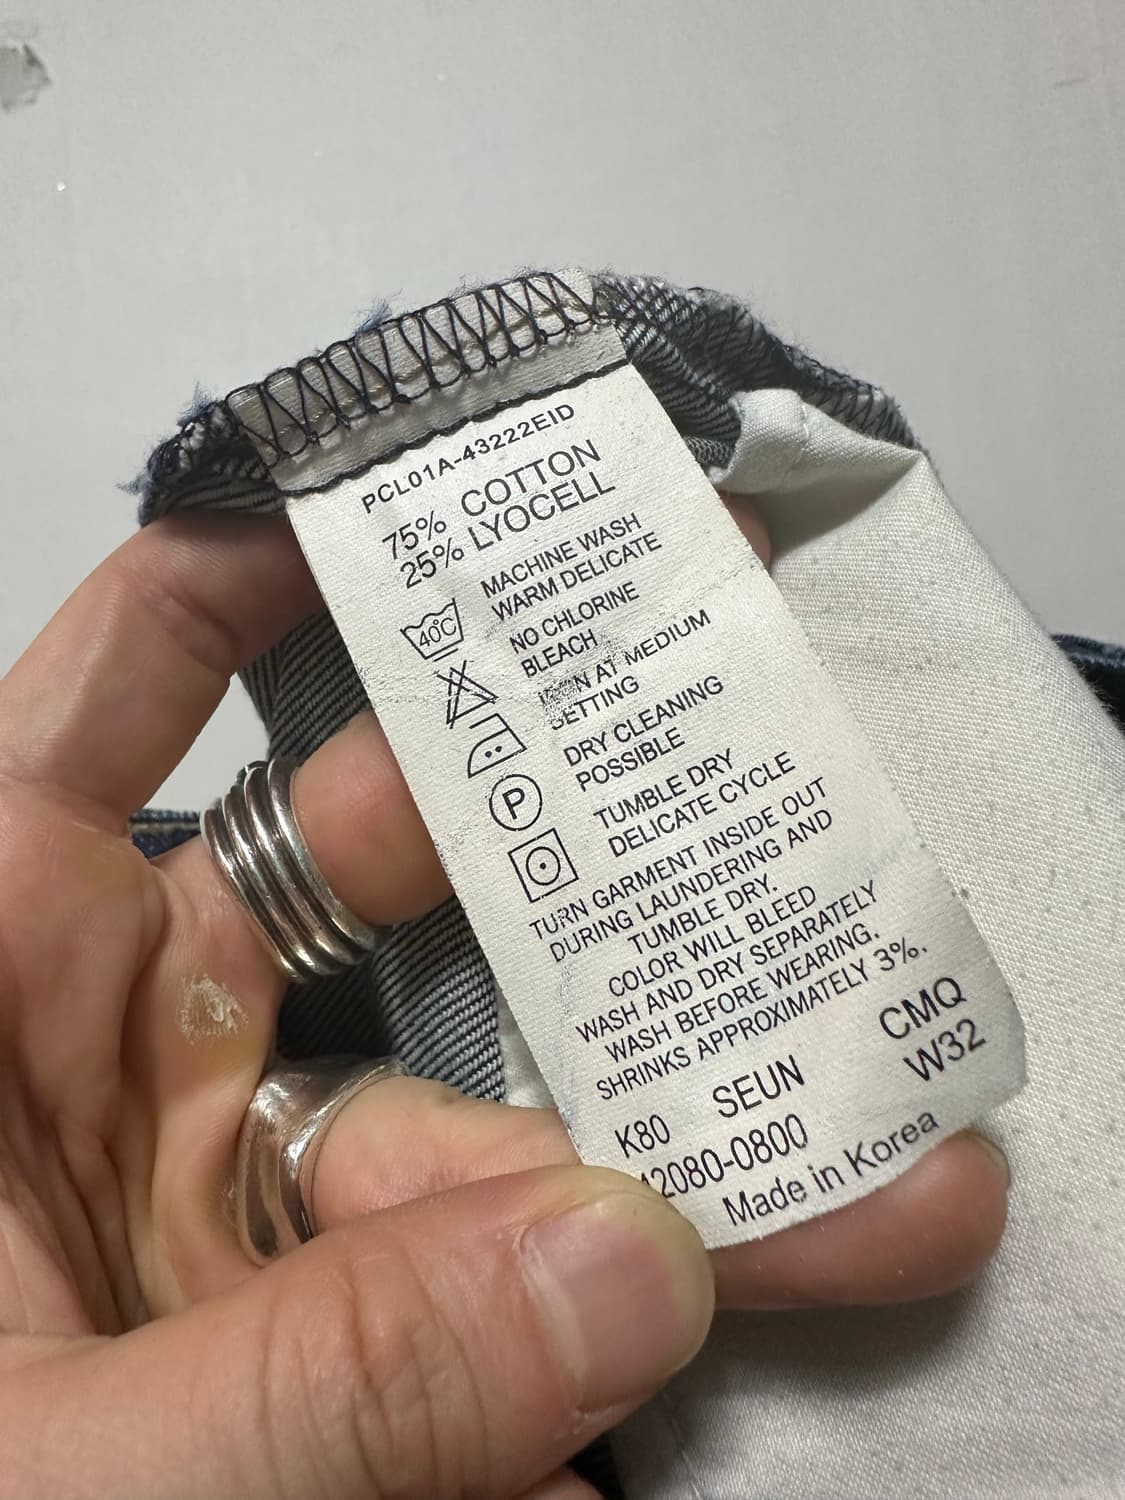 PCL01A-43222EID
75% COTTON
25% LYOCELL
40°C
MACHINE WASH
WARM DELICATE
NO CHLORINE
BLEACH
IRON AT MEDIUM
SETTING
P
DRY CLEANING
POSSIBLE
TUMBLE DRY
DELICATE CYCLE
TURN GARMENT INSIDE OUT
DURING LAUNDERING AND
TUMBLE DRY.
COLOR WILL BLEED
WASH AND DRY SEPARATELY
WASH BEFORE WEARING.
SHRINKS APPROXIMATELY 3%.
K80 SEUN CMQ
W32
2080-0800
Made in Korea